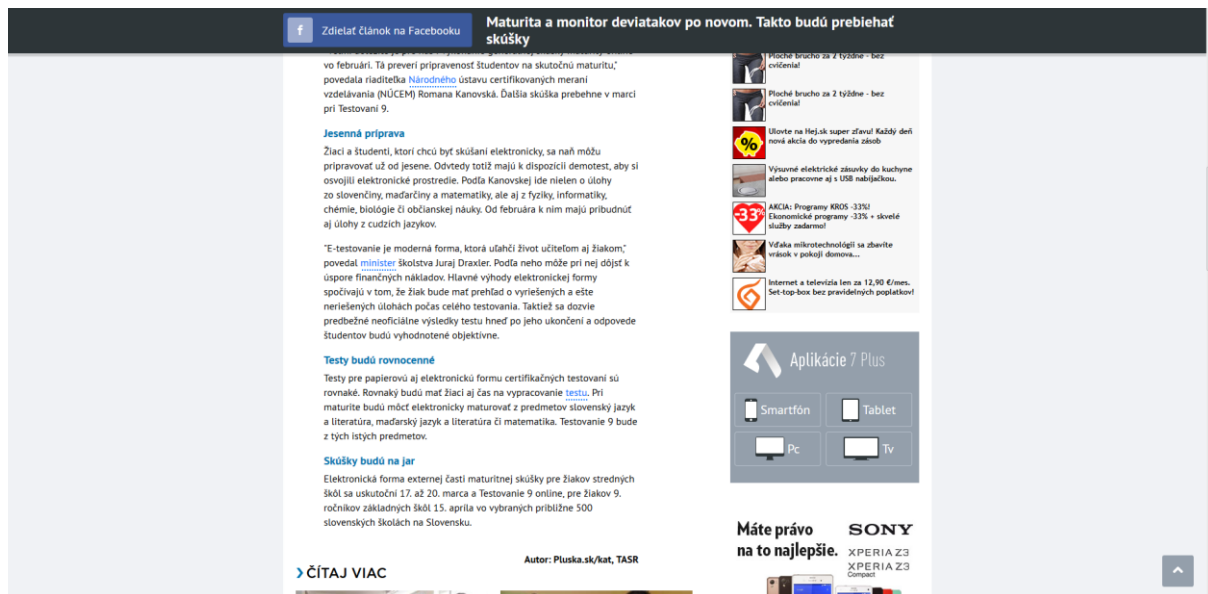 f Zdielať článok na Facebooku
Maturita a monitor deviatakov po novom. Takto budú prebiehať
skúšky
vo februári. Tá preverí pripravenosť študentov na skutočnú maturitu,"
povedala riaditeľka Národného ústavu certifikovaných meraní
vzdelávania (NÚCEM) Romana Kanovská. Ďalšia skúška prebehne v marci
pri Testovaní 9.
Jesenná príprava
Žiaci a študenti, ktorí chcú byť skúšaní elektronicky, sa naň môžu
pripravovať už od jesene. Odvtedy totiž majú k dispozícii demotest, aby si
osvojili elektronické prostredie. Podľa Kanovskej ide nielen o úlohy
zo slovenčiny, maďarčiny a matematiky, ale aj z fyziky, informatiky,
chémie, biológie či občianskej náuky. Od februára k nim majú pribudnúť
aj úlohy z cudzích jazykov.
"E-testovanie je moderná forma, ktorá uľahčí život učiteľom aj žiakom,"
povedal minister školstva Juraj Draxler. Podľa neho môže pri nej dôjsť k
úspore finančných nákladov. Hlavné výhody elektronickej formy
spočívajú v tom, že žiak bude mať prehľad o vyriešených a ešte
neriešených úlohách počas celého testovania. Taktiež sa dozvie
predbežné neoficiálne výsledky testu hneď po jeho ukončení a odpovede
študentov budú vyhodnotené objektívne.
Testy budú rovnocenné
Testy pre papierovú aj elektronickú formu certifikačných testovaní sú
rovnaké. Rovnaký budú mať žiaci aj čas na vypracovanie testu. Pri
maturite budú môcť elektronicky maturovať z predmetov slovenský jazyk
a literatúra, maďarský jazyk a literatúra či matematika. Testovanie 9 bude
z tých istých predmetov.
Skúšky budú na jar
Elektronická forma externej časti maturitnej skúšky pre žiakov stredných
škôl sa uskutoční 17. až 20. marca a Testovanie 9 online, pre žiakov 9.
ročníkov základných škôl 15. apríla vo vybraných približne 500
slovenských školách na Slovensku.
Autor: Pluska.sk/kat, TASR
ČÍTAJ VIAC
Ploché brucho za 2 týždne - bez
cvičenia!
Ploché brucho za 2 týždne - bez
cvičenia!
%
Ulovte na Hej.sk super zľavu! Každý deň
nová akcia do vypredania zásob
Výsuvné elektrické zásuvky do kuchyne
alebo pracovne aj s USB nabíjačkou.
-33%
AKCIA: Programy KROS -33%!
Ekonomické programy -33% + skvelé
služby zadarmo!
Vďaka mikrotechnológii sa zbavíte
vrások v pokoji domova...
Internet a televízia len za 12,90 €/mes.
Set-top-box bez pravidelných poplatkov!
Aplikácie 7 Plus
Smartfón
Tablet
Pc
Tv
Máte právo
na to najlepšie.
SONY
XPERIA Z3
XPERIA Z3
Compact